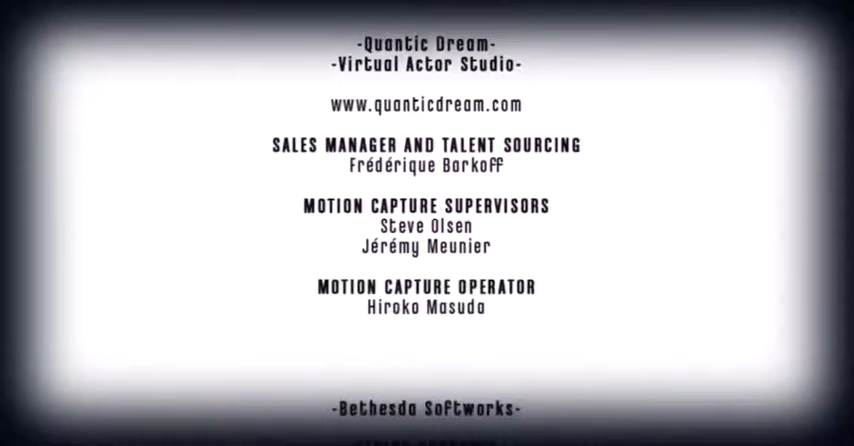 -Quantic Dream-
-Virtual Actor Studio-
www.quanticdream.com
SALES MANAGER AND TALENT SOURCING
Frédérique Barkoff
MOTION CAPTURE SUPERVISORS
Steve Olsen
Jérémy Meunier
MOTION CAPTURE OPERATOR
Hiroko Masuda
-Bethesda Softworks-